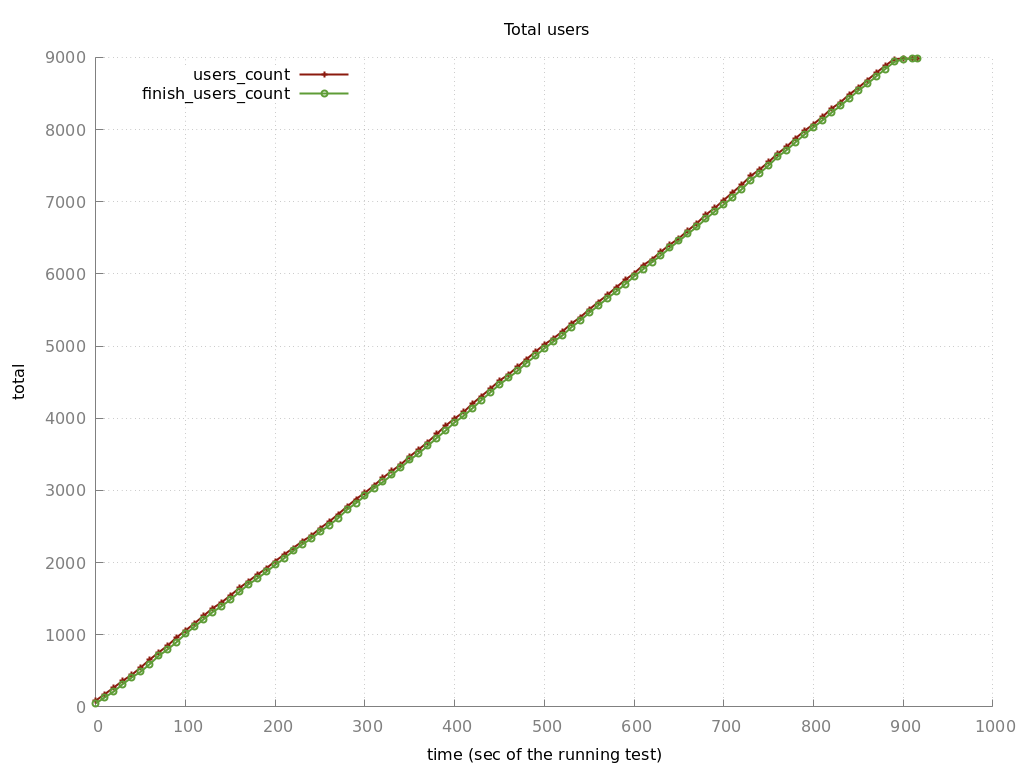 Total users
9000
8000
7000
6000
5000
4000
3000
2000
1000
0
users_count
finish_users_count
total
0 100 200 300 400 500 600 700 800 900 1000
time (sec of the running test)